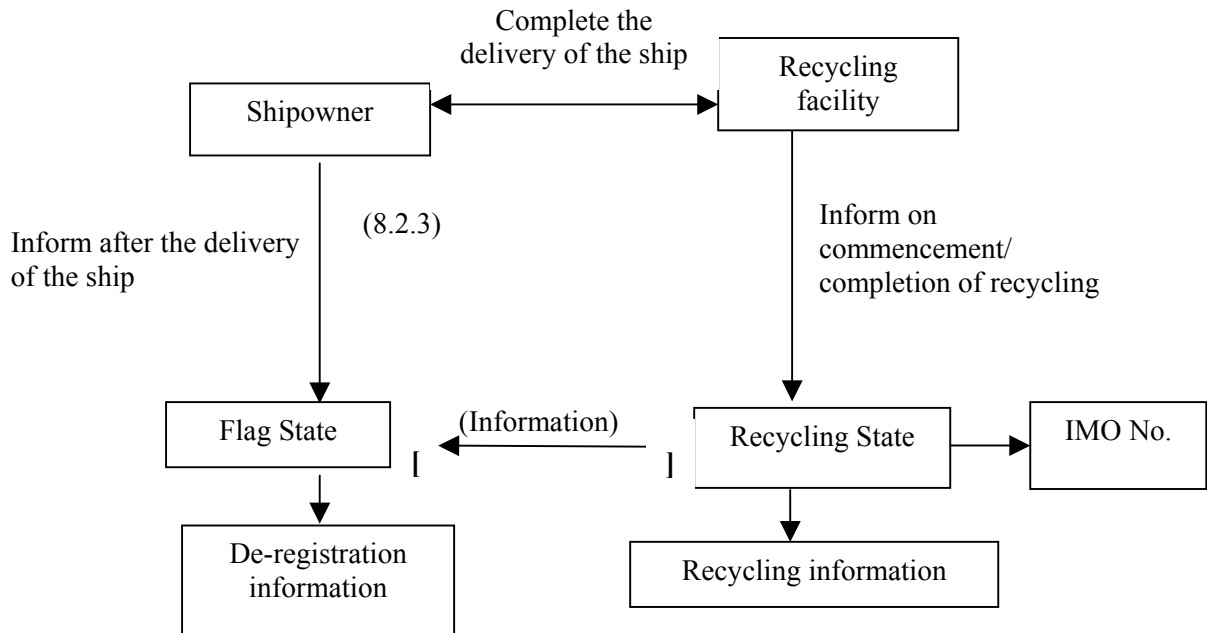 Complete the
delivery of the ship
Recycling
facility
Shipowner
(8.2.3)
Inform after the delivery
of the ship
Inform on
commencement/
completion of recycling
Flag State
(Information)
[
]
Recycling State
IMO No.
De-registration
information
Recycling information